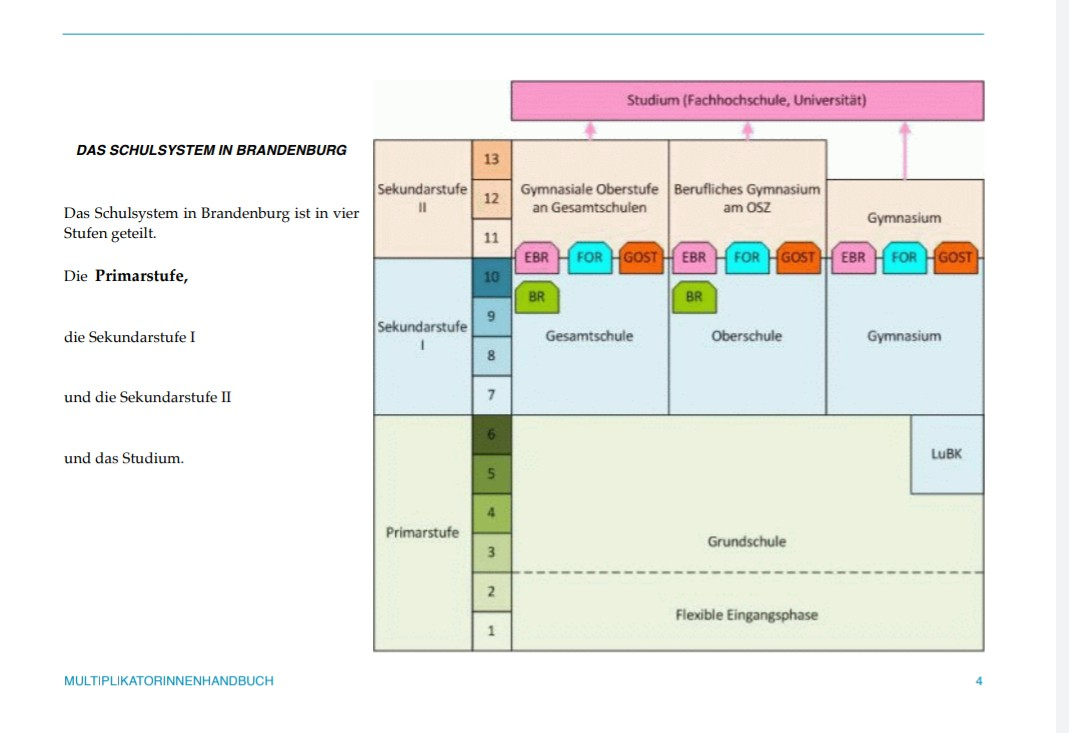 DAS SCHULSYSTEM IN BRANDENBURG
Das Schulsystem in Brandenburg ist in vier
Stufen geteilt.
Die Primarstufe,
die Sekundarstufe I
und die Sekundarstufe II
und das Studium.
Studium (Fachhochschule, Universität)
Sekundarstufe
II
13
12
11
Gymnasiale Oberstufe
an Gesamtschulen
Berufliches Gymnasium
am OSZ
Gymnasium
EBR FOR GOST EBR FOR GOST EBR FOR GOST
BR BR
Sekundarstufe
I
10
9
8
7
Gesamtschule
Oberschule
Gymnasium
Primarstufe
6
5
4
3
2
1
LuBK
Grundschule
Flexible Eingangsphase
MULTIPLIKATORINNENHANDBUCH
4